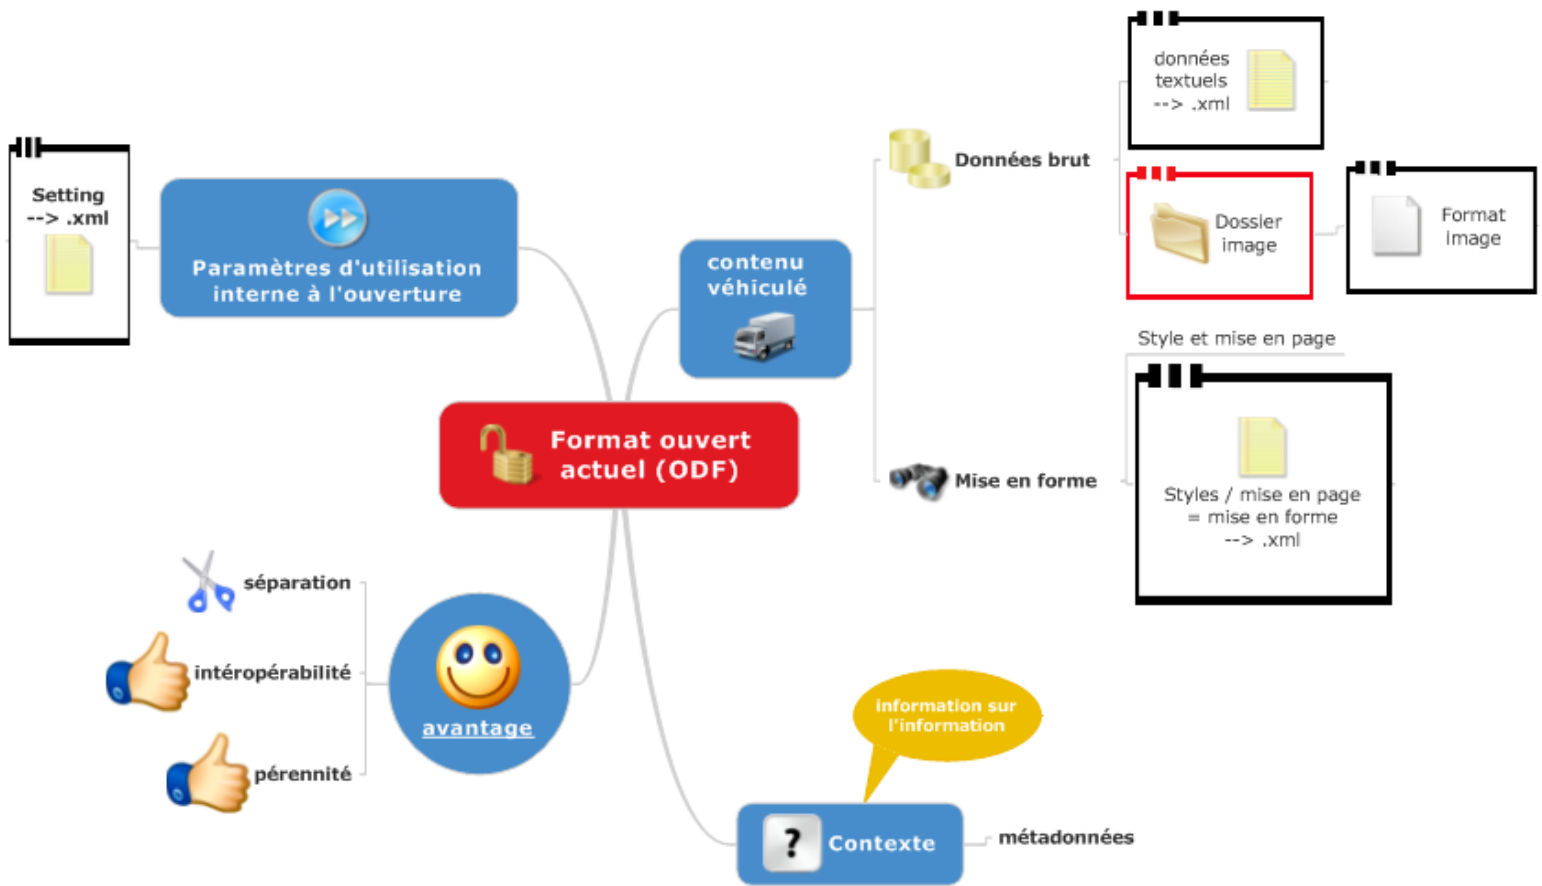 Setting
--> .xml
Paramètres d'utilisation
interne à l'ouverture
contenu
véhiculé
Données brut
données
textuels
--> .xml
Dossier
image
Format
image
Mise en forme
Style et mise en page
Styles / mise en page
= mise en forme
--> .xml
Format ouvert
actuel (ODF)
avantage
séparation
intéropérabilité
pérennité
information sur
l'information
?
Contexte
métadonnées